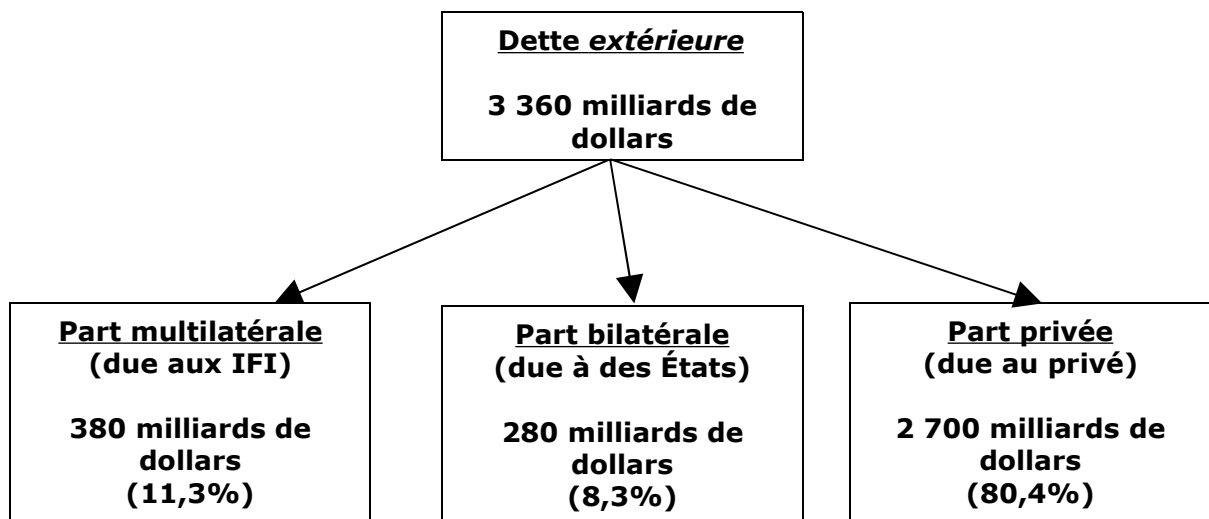 Dette extérieure
3 360 milliards de
dollars
Part multilatérale
(due aux IFI)
380 milliards de
dollars
(11,3%)
Part bilatérale
(due à des États)
280 milliards de
dollars
(8,3%)
Part privée
(due au privé)
2 700 milliards de
dollars
(80,4%)